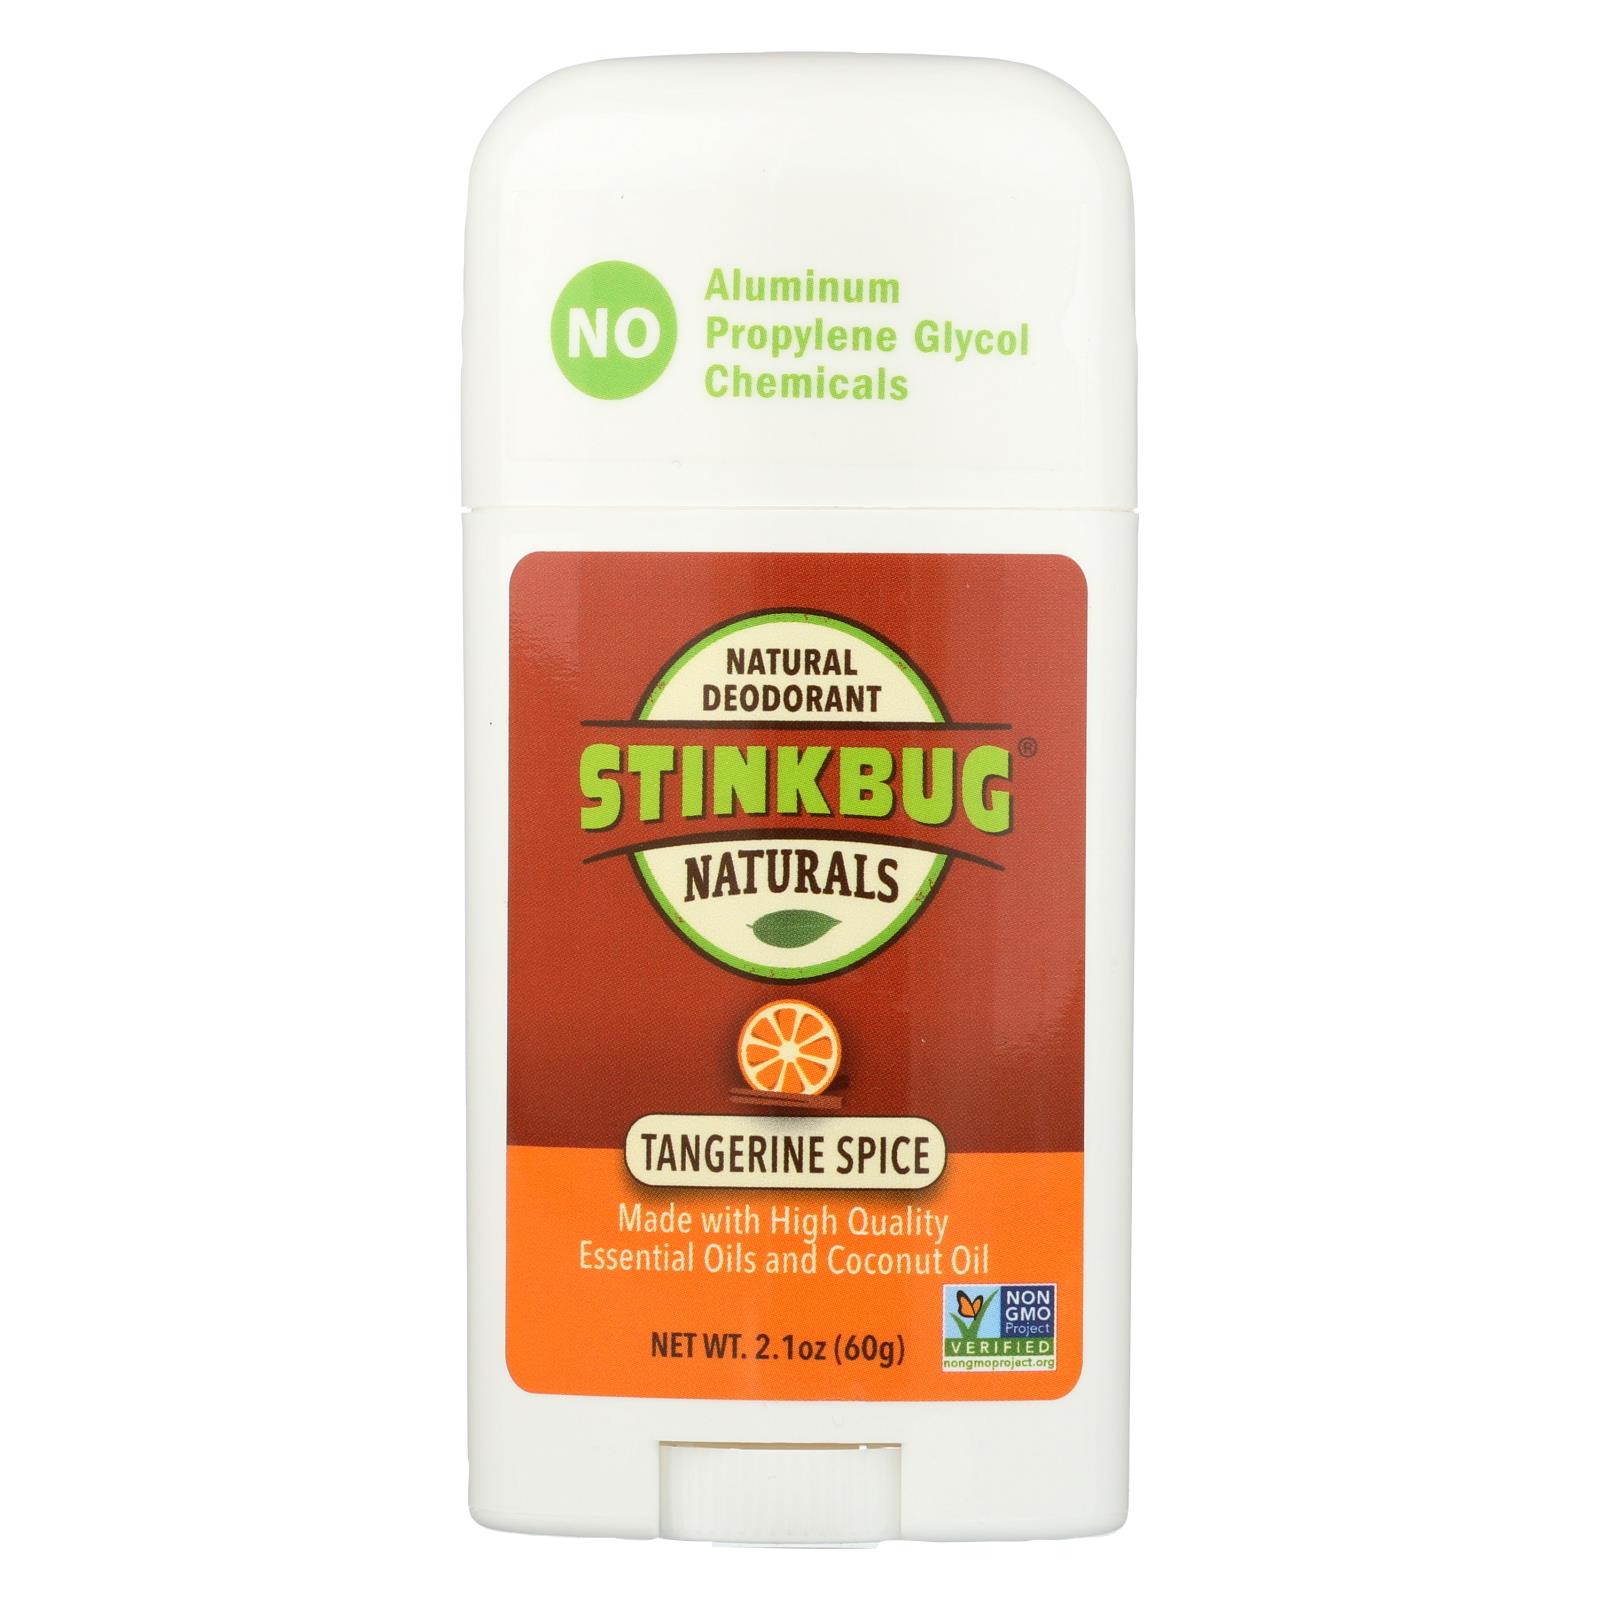 NO
Aluminum
Propylene Glycol
Chemicals
NATURAL
DEODORANT
STINKBUG®
NATURALS
TANGERINE SPICE
Made with High Quality
Essential Oils and Coconut Oil
NET WT. 2.1oz (60g)
NON
GMO
Project
VERIFIED
nongmoproject.org